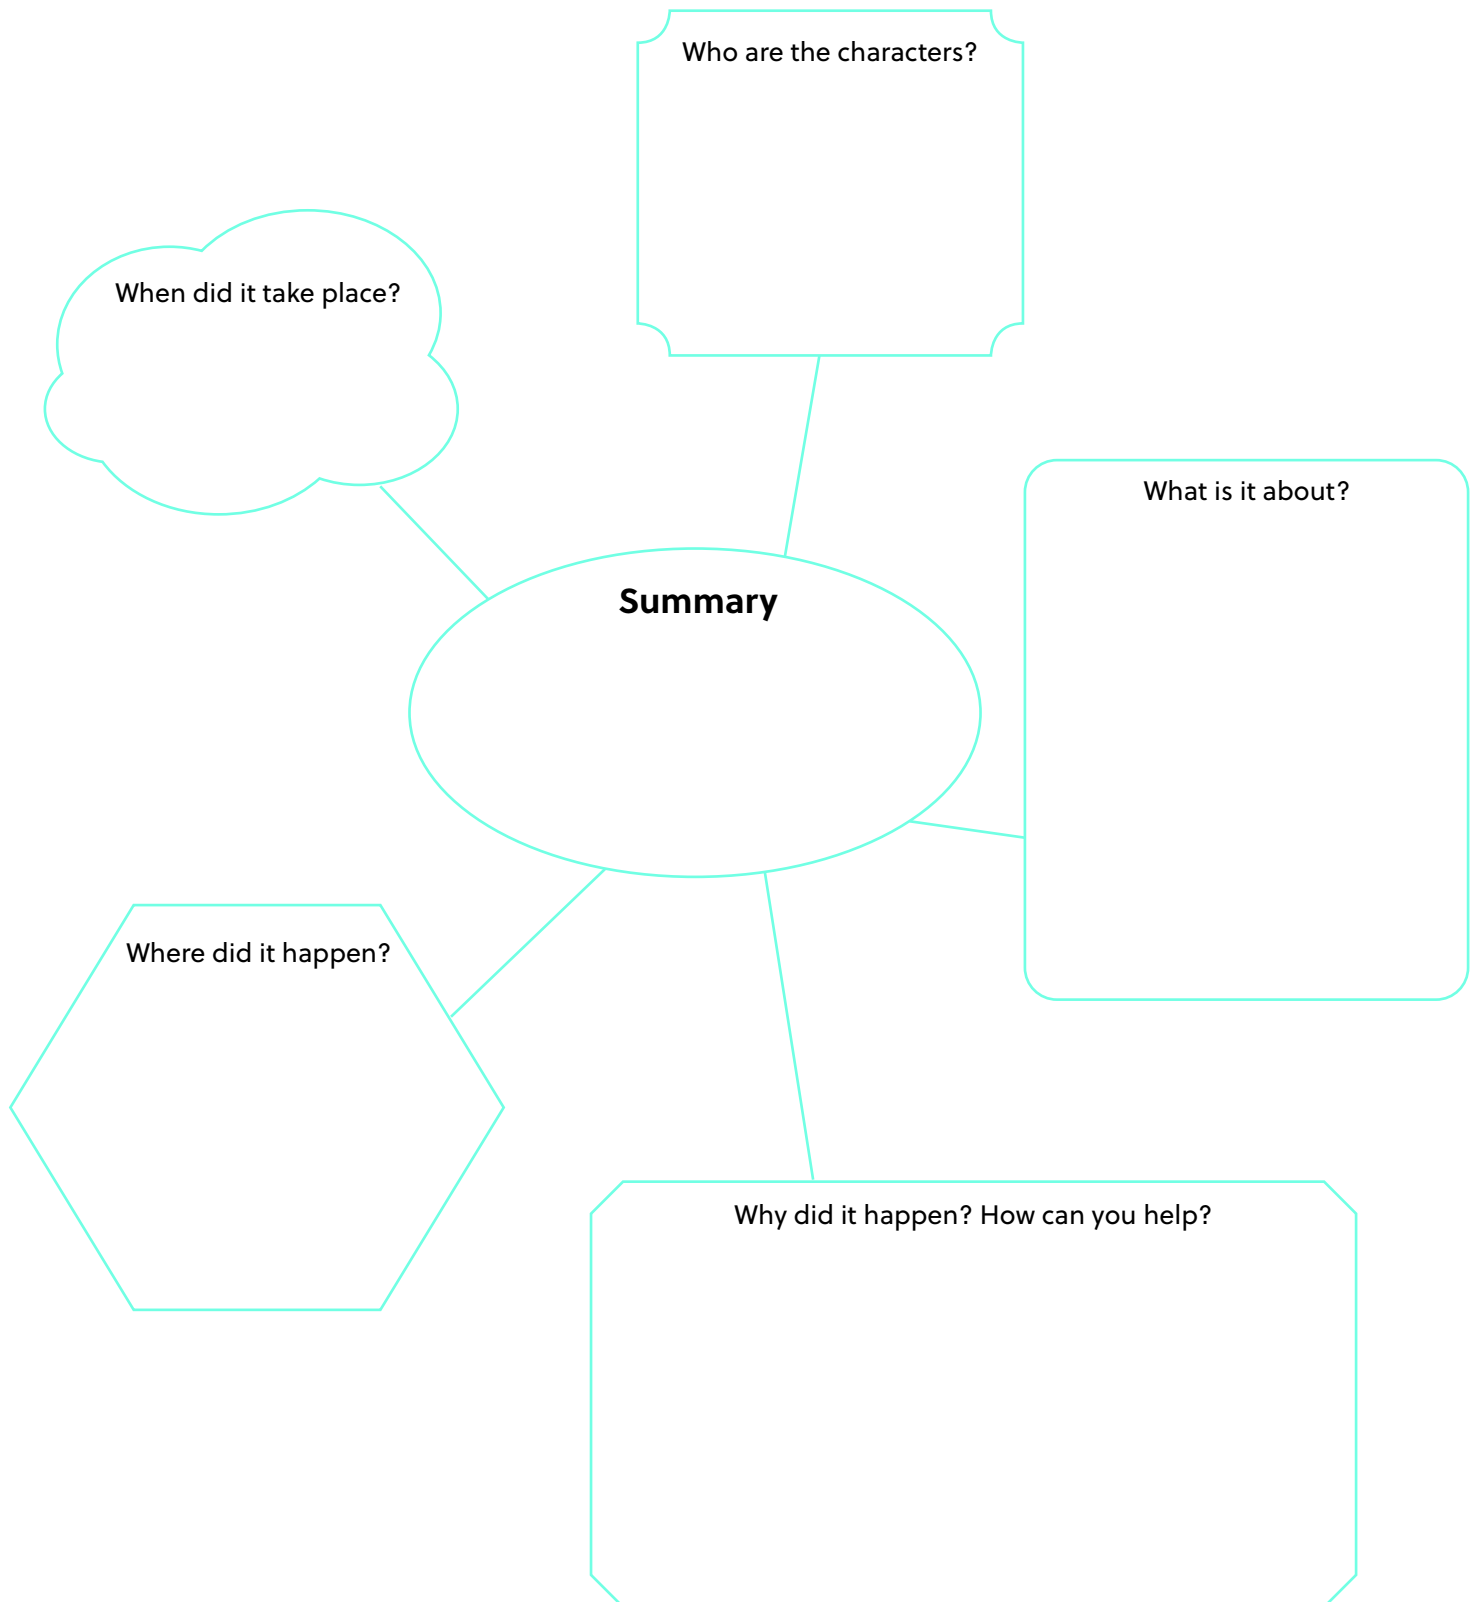 Who are the characters?
When did it take place?
What is it about?
Summary
Where did it happen?
Why did it happen? How can you help?